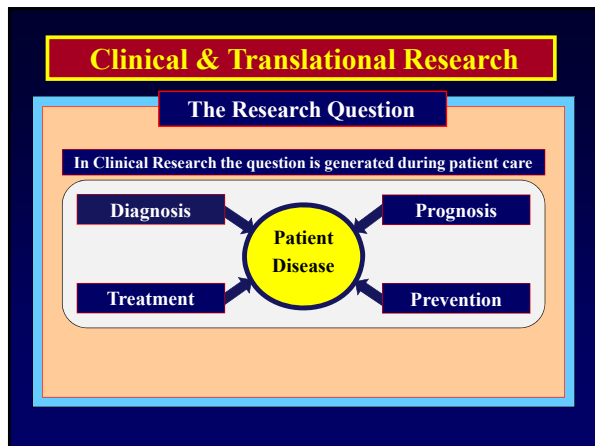 Clinical & Translational Research
The Research Question
In Clinical Research the question is generated during patient care
Diagnosis
Prognosis
Patient
Disease
Treatment
Prevention